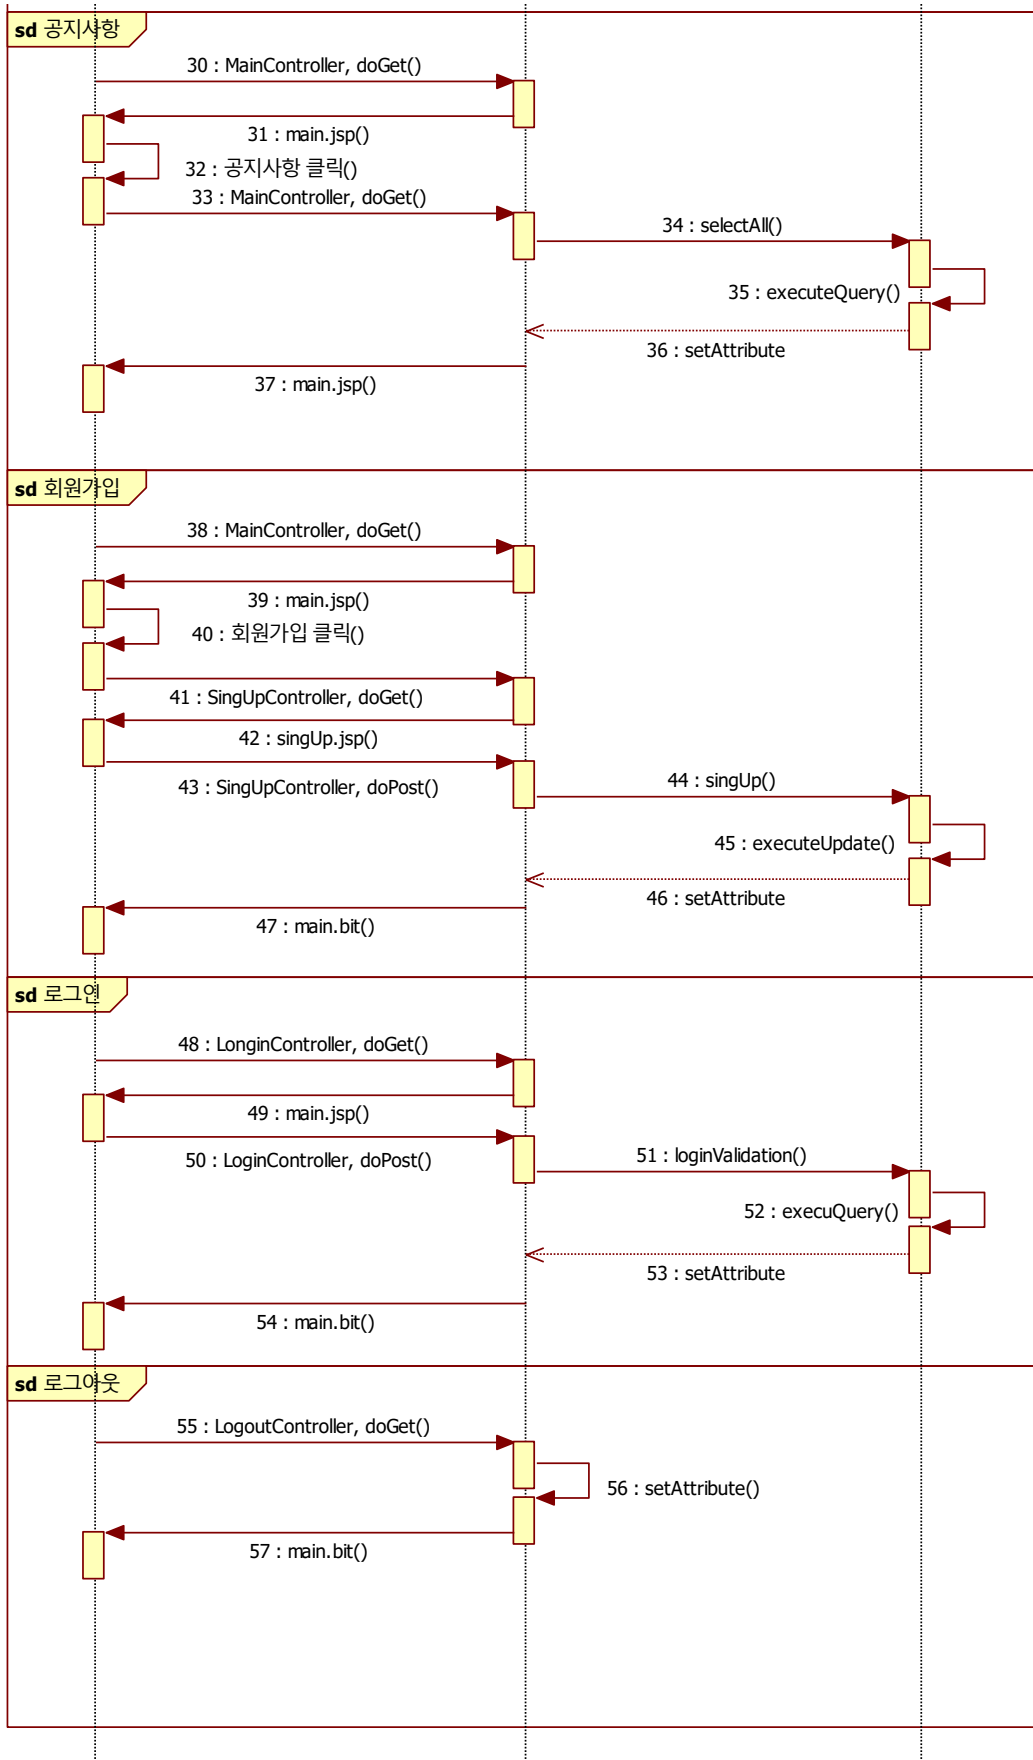 sd 공지사항
30 : MainController, doGet()
31 : main.jsp()
32 : 공지사항 클릭()
33 : MainController, doGet()
34 : selectAll()
35 : executeQuery()
36 : setAttribute
37 : main.jsp()
sd 회원가입
38 : MainController, doGet()
39 : main.jsp()
40 : 회원가입 클릭()
41 : SingUpController, doGet()
42 : singUp.jsp()
43 : SingUpController, doPost()
44 : singUp()
45 : executeUpdate()
46 : setAttribute
47 : main.bit()
sd 로그인
48 : LonginController, doGet()
49 : main.jsp()
50 : LoginController, doPost()
51 : loginValidation()
52 : execuQuery()
53 : setAttribute
54 : main.bit()
sd 로그아웃
55 : LogoutController, doGet()
56 : setAttribute()
57 : main.bit()